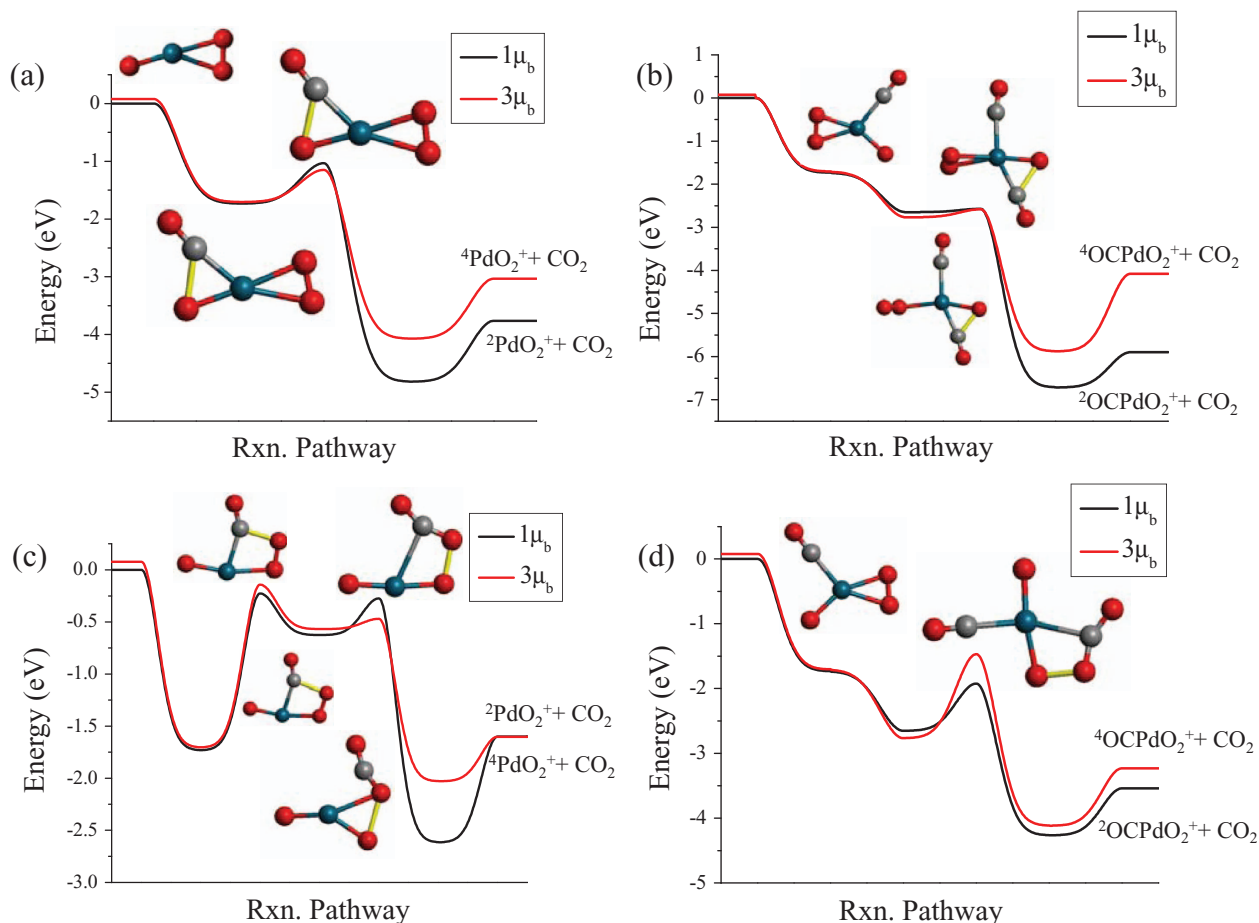 (a)
1μb
3μb
0
-1
-2
-3
-4
-5
Energy (eV)
⁴PdO₂⁺+ CO₂
²PdO₂⁺+ CO₂
Rxn. Pathway
(b)
1μb
3μb
1
0
-1
-2
-3
-4
-5
-6
-7
Energy (eV)
⁴OCPdO₂⁺+ CO₂
²OCPdO₂⁺+ CO₂
Rxn. Pathway
(c)
1μb
3μb
0.0
-0.5
-1.0
-1.5
-2.0
-2.5
-3.0
Energy (eV)
²PdO₂⁺+ CO₂
⁴PdO₂⁺+ CO₂
Rxn. Pathway
(d)
1μb
3μb
0
-1
-2
-3
-4
-5
Energy (eV)
⁴OCPdO₂⁺+ CO₂
²OCPdO₂⁺+ CO₂
Rxn. Pathway